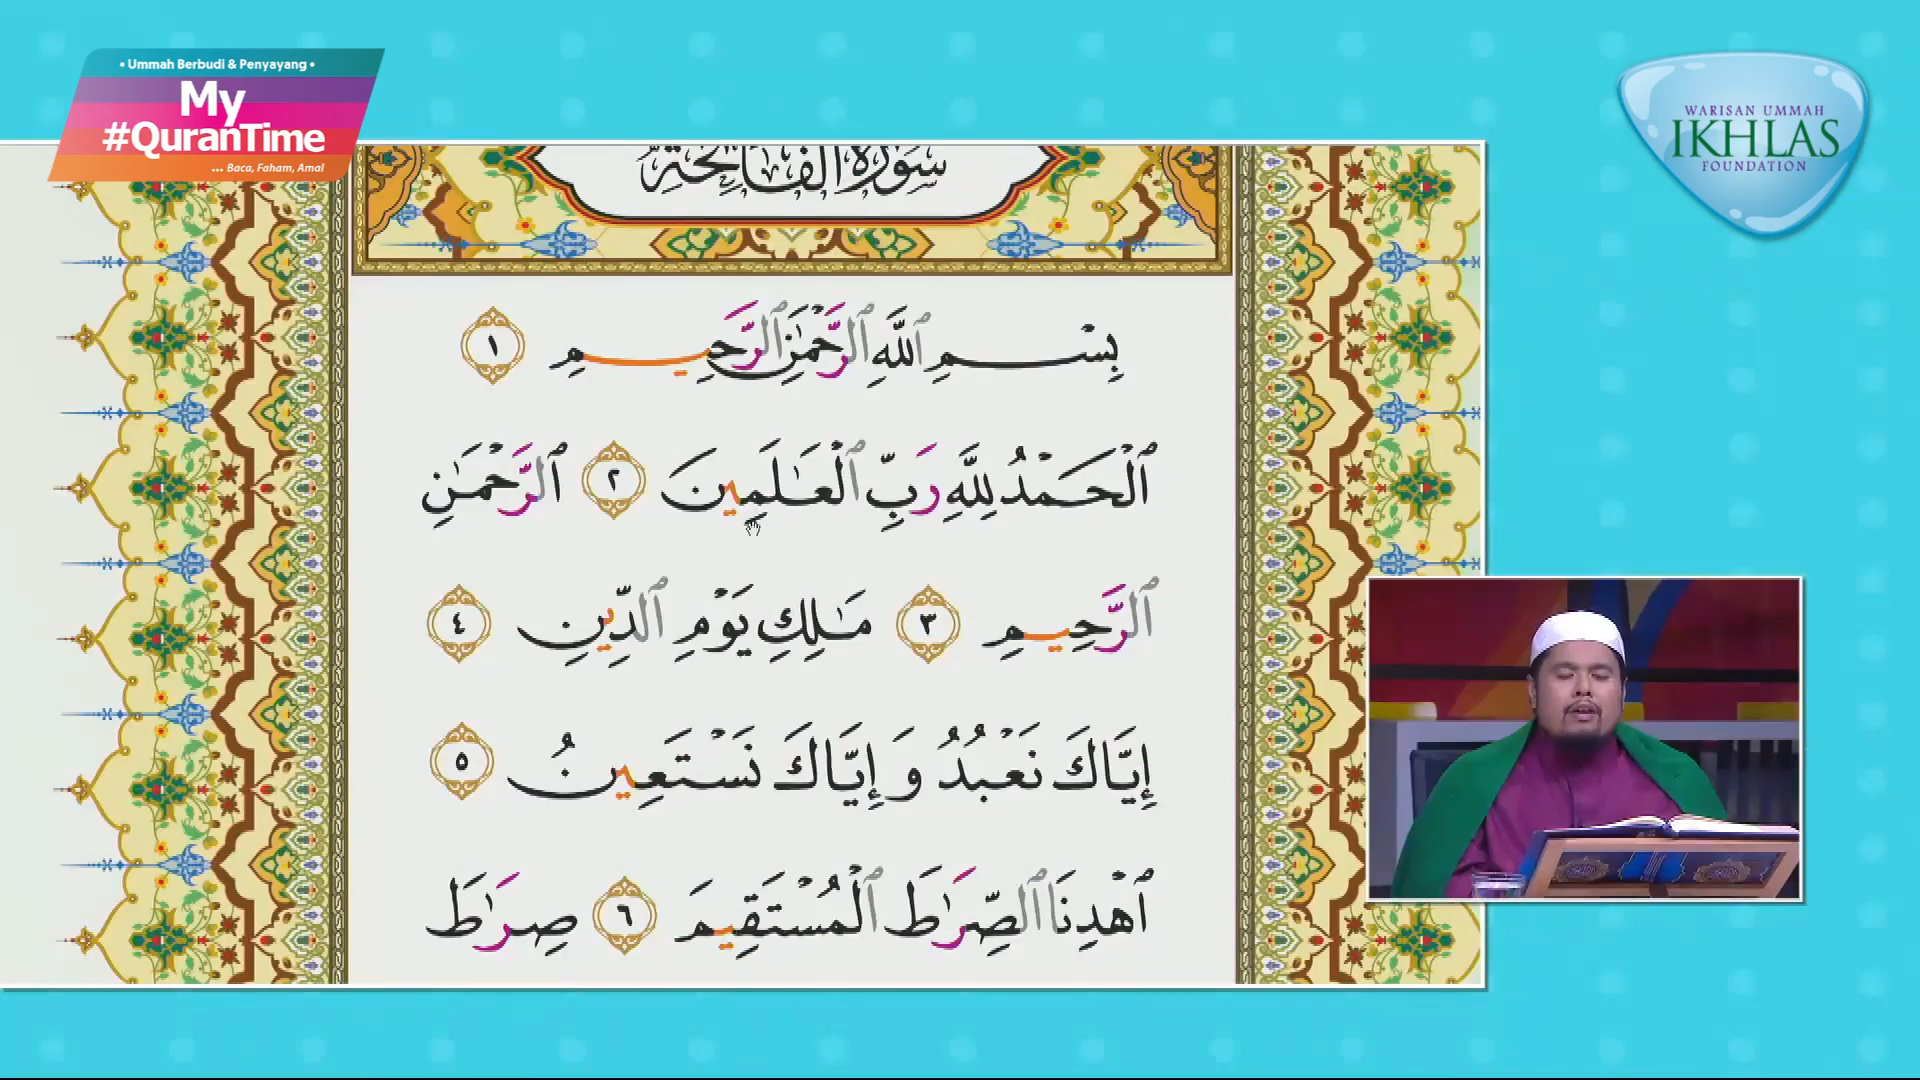 • Ummah Berbudi & Penyayang •
My
#QuranTime
... Baca, Faham, Amal
WARISAN UMMAH
IKHLAS
FOUNDATION
سُورَةُ الفَاتِحَةِ
بِسْمِ ٱللَّهِ ٱلرَّحْمَٰنِ ٱلرَّحِيمِ ١
ٱلْحَمْدُ لِلَّهِ رَبِّ ٱلْعَٰلَمِينَ ٢ ٱلرَّحْمَٰنِ
ٱلرَّحِيمِ ٣ مَٰلِكِ يَوْمِ ٱلدِّينِ ٤
إِيَّاكَ نَعْبُدُ وَإِيَّاكَ نَسْتَعِينُ ٥
ٱهْدِنَا ٱلصِّرَٰطَ ٱلْمُسْتَقِيمَ ٦ صِرَٰطَ